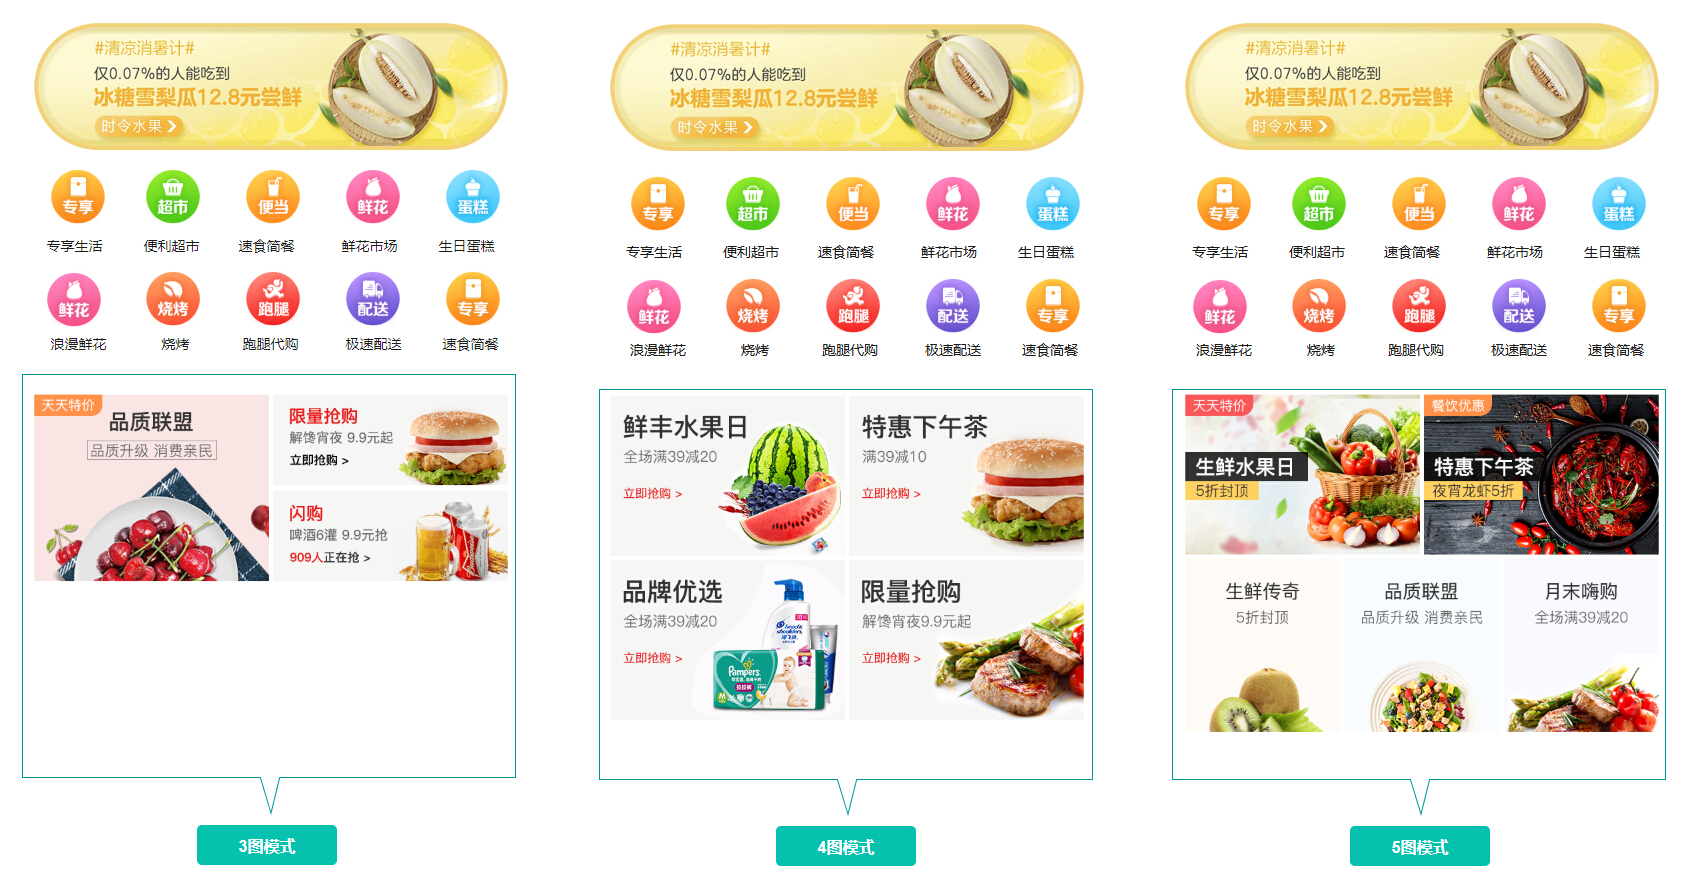 #清凉消暑计#
仅0.07%的人能吃到
冰糖雪梨瓜12.8元尝鲜
时令水果
专享
超市
便当
鲜花
蛋糕
专享生活
便利超市
速食简餐
鲜花市场
生日蛋糕
鲜花
烧烤
跑腿
配送
专享
浪漫鲜花
烧烤
跑腿代购
极速配送
速食简餐
天天特价
品质联盟
品质升级 消费亲民
限量抢购
解馋宵夜 9.9元起
立即抢购 >
闪购
啤酒6灌 9.9元抢
909人正在抢 >
3图模式
#清凉消暑计#
仅0.07%的人能吃到
冰糖雪梨瓜12.8元尝鲜
时令水果
专享
超市
便当
鲜花
蛋糕
专享生活
便利超市
速食简餐
鲜花市场
生日蛋糕
鲜花
烧烤
跑腿
配送
专享
浪漫鲜花
烧烤
跑腿代购
极速配送
速食简餐
鲜丰水果日
全场满39减20
立即抢购 >
特惠下午茶
满39减10
立即抢购 >
品牌优选
全场满39减20
立即抢购 >
head &
shoulders
海飞丝
Pampers
M
限量抢购
解馋宵夜9.9元起
立即抢购 >
4图模式
#清凉消暑计#
仅0.07%的人能吃到
冰糖雪梨瓜12.8元尝鲜
时令水果
专享
超市
便当
鲜花
蛋糕
专享生活
便利超市
速食简餐
鲜花市场
生日蛋糕
鲜花
烧烤
跑腿
配送
专享
浪漫鲜花
烧烤
跑腿代购
极速配送
速食简餐
天天特价
生鲜水果日
5折封顶
餐饮优惠
特惠下午茶
夜宵龙虾5折
生鲜传奇
5折封顶
品质联盟
品质升级 消费亲民
月末嗨购
全场满39减20
5图模式